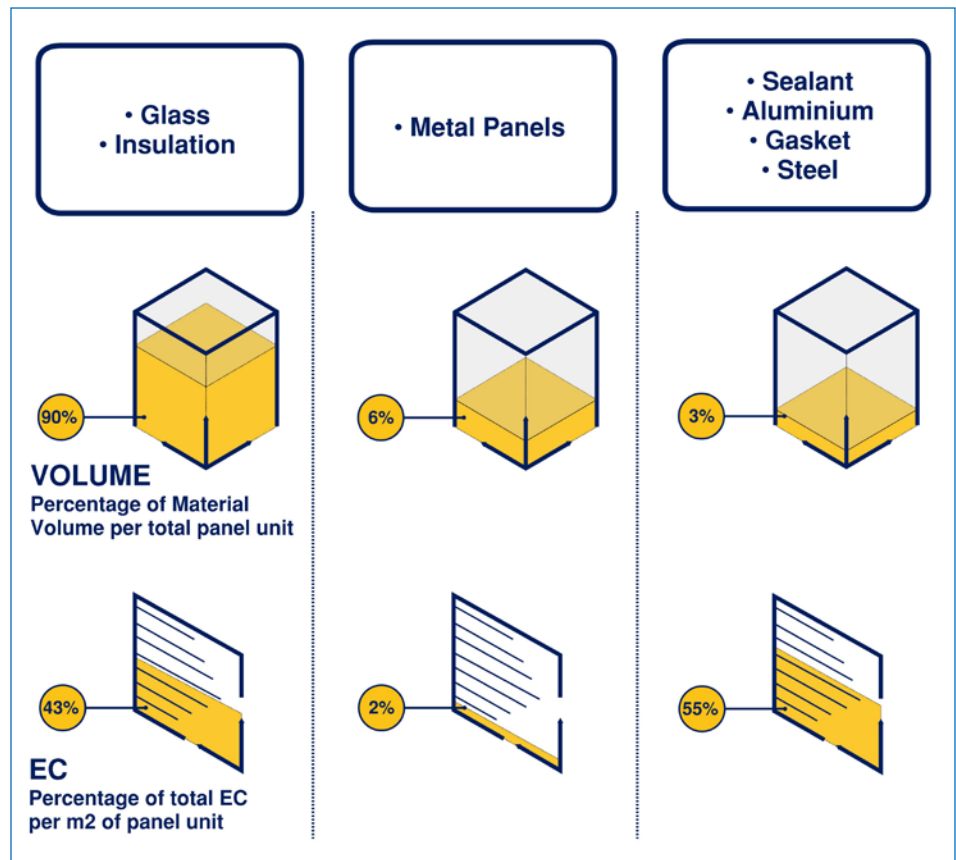 • Glass
• Insulation
• Metal Panels
• Sealant
• Aluminium
• Gasket
• Steel
90%
6%
3%
VOLUME
Percentage of Material
Volume per total panel unit
43%
2%
55%
EC
Percentage of total EC
per m2 of panel unit